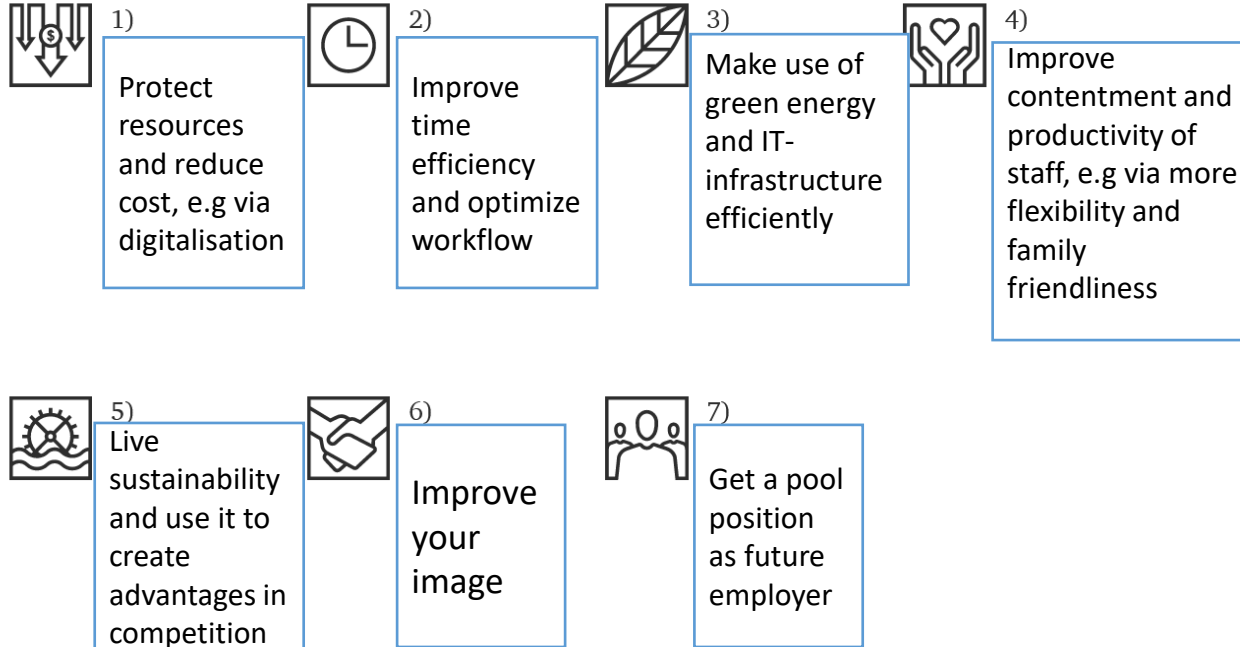 1)
Protect
resources
and reduce
cost, e.g via
digitalisation
2)
Improve
time
efficiency
and optimize
workflow
3)
Make use of
green energy
and IT-
infrastructure
efficiently
4)
Improve
contentment and
productivity of
staff, e.g via more
flexibility and
family
friendliness
5)
Live
sustainability
and use it to
create
advantages in
competition
6)
Improve
your
image
7)
Get a pool
position
as future
employer
$